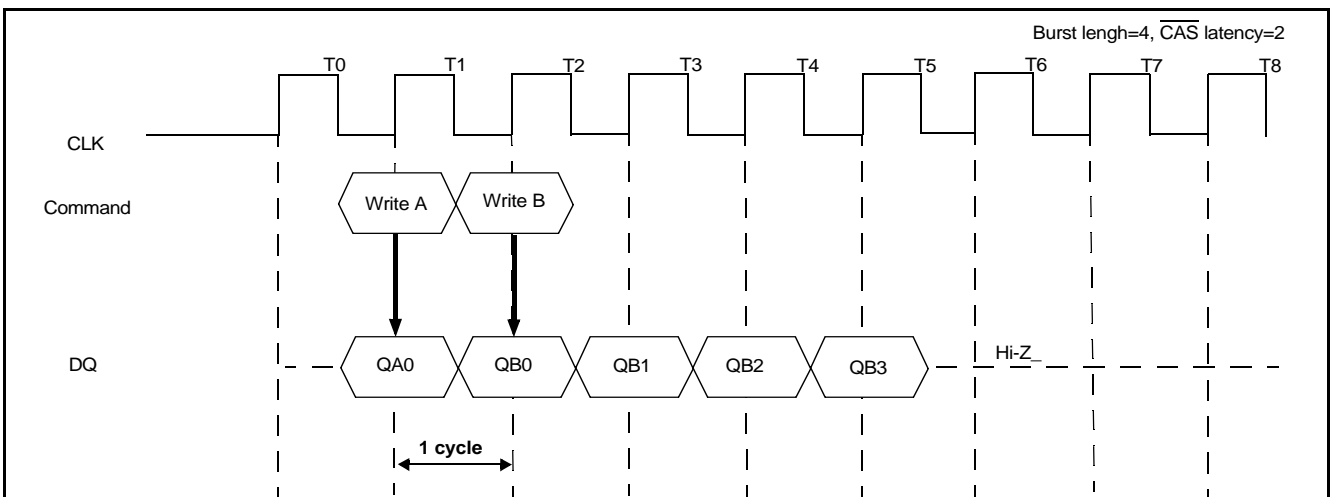 Burst lengh=4, CAS latency=2
T0 T1 T2 T3 T4 T5 T6 T7 T8
CLK
Command Write A Write B
DQ QA0 QB0 QB1 QB2 QB3 Hi-Z_
1 cycle